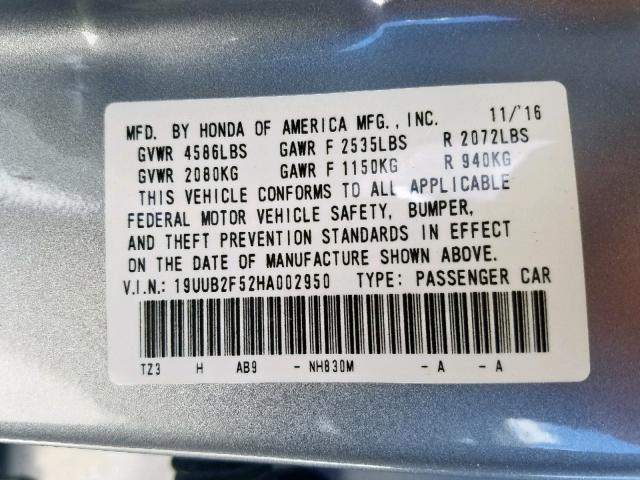 MFD. BY HONDA OF AMERICA MFG., INC. 11/'16
GVWR 4586LBS GAWR F 2535LBS R 2072LBS
GVWR 2080KG GAWR F 1150KG R 940KG
THIS VEHICLE CONFORMS TO ALL APPLICABLE
FEDERAL MOTOR VEHICLE SAFETY, BUMPER,
AND THEFT PREVENTION STANDARDS IN EFFECT
ON THE DATE OF MANUFACTURE SHOWN ABOVE.
V.I.N.: 19UUB2F52HA002950 TYPE: PASSENGER CAR
TZ3 H AB9 - NH830M - A - A